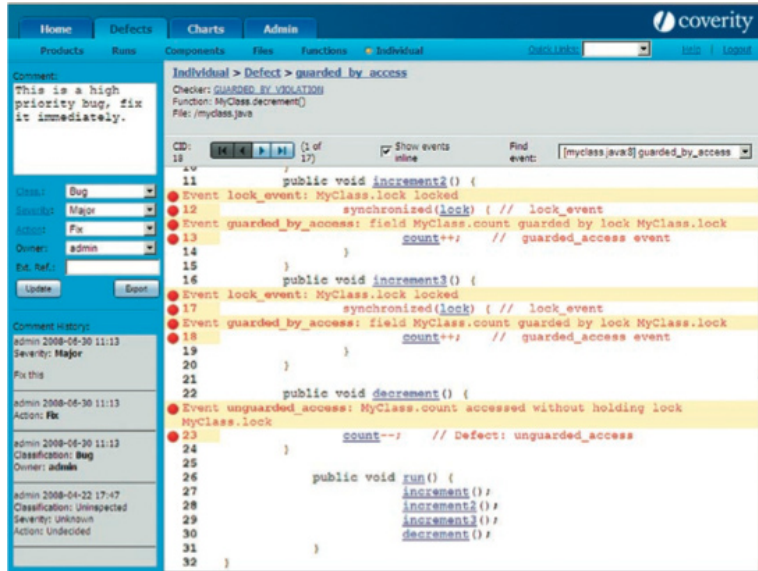 coverity
Home Defects Charts Admin
Products Runs Components Files Functions Individual Quick Links: Help | Logout
Comment:
This is a high
priority bug, fix
it immediately.
Class.: Bug
Severity: Major
Action: Fix
Owner: admin
Ext. Ref.:
Update Export
Comment History:
admin 2008-06-30 11:13
Severity: Major
Fix this
admin 2008-06-30 11:13
Action: Fix
admin 2008-06-30 11:13
Classification: Bug
Owner: admin
admin 2008-04-22 17:47
Classification: Uninspected
Severity: Unknown
Action: Undecided
Individual > Defect > guarded_by_access
Checker: GUARDED_BY_VIOLATION
Function: MyClass.decrement()
File: /myclass.java
CID: 18 (1 of 17) Show events inline Find event: [myclass.java:8] guarded_by_access
10 }
11 public void increment2() {
Event lock_event: MyClass.lock locked
12 synchronized(lock) { // lock_event
Event guarded_by_access: field MyClass.count guarded by lock MyClass.lock
13 count++; // guarded_access event
14 }
15 }
16 public void increment3() {
Event lock_event: MyClass.lock locked
17 synchronized(lock) { // lock_event
Event guarded_by_access: field MyClass.count guarded by lock MyClass.lock
18 count++; // guarded_access event
19 }
20 }
21
22 public void decrement() {
Event unguarded_access: MyClass.count accessed without holding lock
MyClass.lock
23 count--; // Defect: unguarded_access
24 }
25
26 public void run() {
27 increment();
28 increment2();
29 increment3();
30 decrement();
31 }
32 }